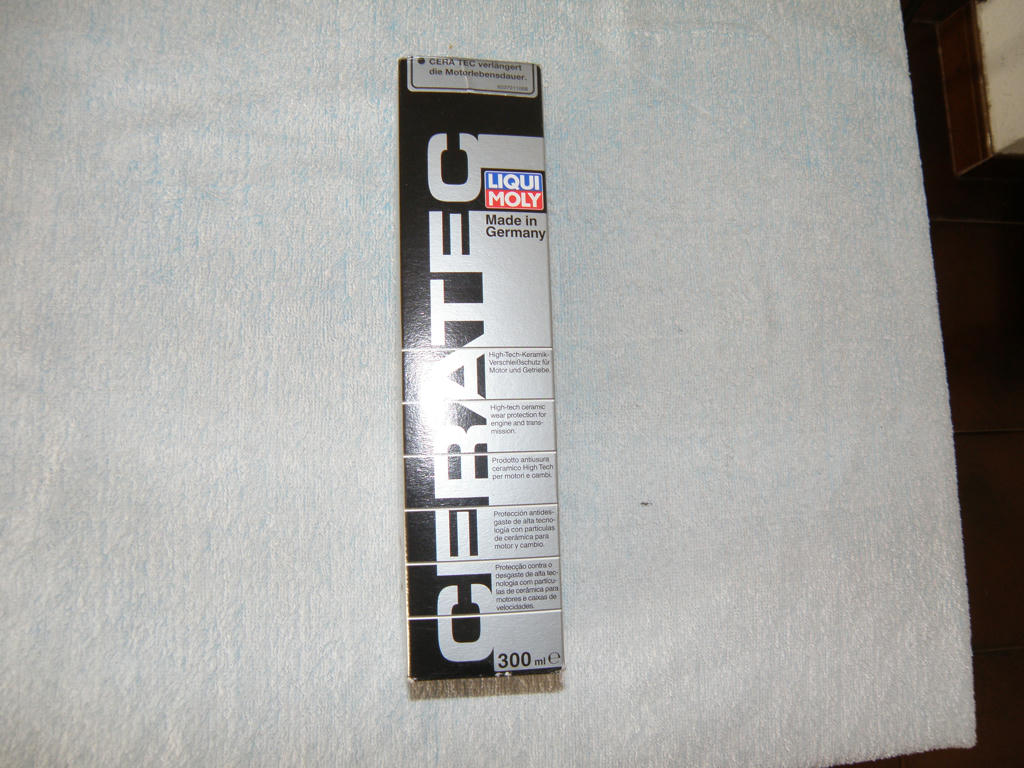 CERA TEC verlängert
die Motorlebensdauer.
CERATEC
LIQUI
MOLY
Made in
Germany
High-Tech-Keramik-
Verschleißschutz für
Motor und Getriebe.
High-tech ceramic
wear protection for
engine and trans-
mission.
Prodotto antiusura
ceramico High Tech
per motori e cambi.
Protección antides-
gaste de alta tecno-
logía con partículas
de cerámica para
motor y cambio.
Protecção contra o
desgaste de alta tec-
nologia com partícu-
las de cerâmica para
motores e caixas de
velocidades.
300 ml ℮